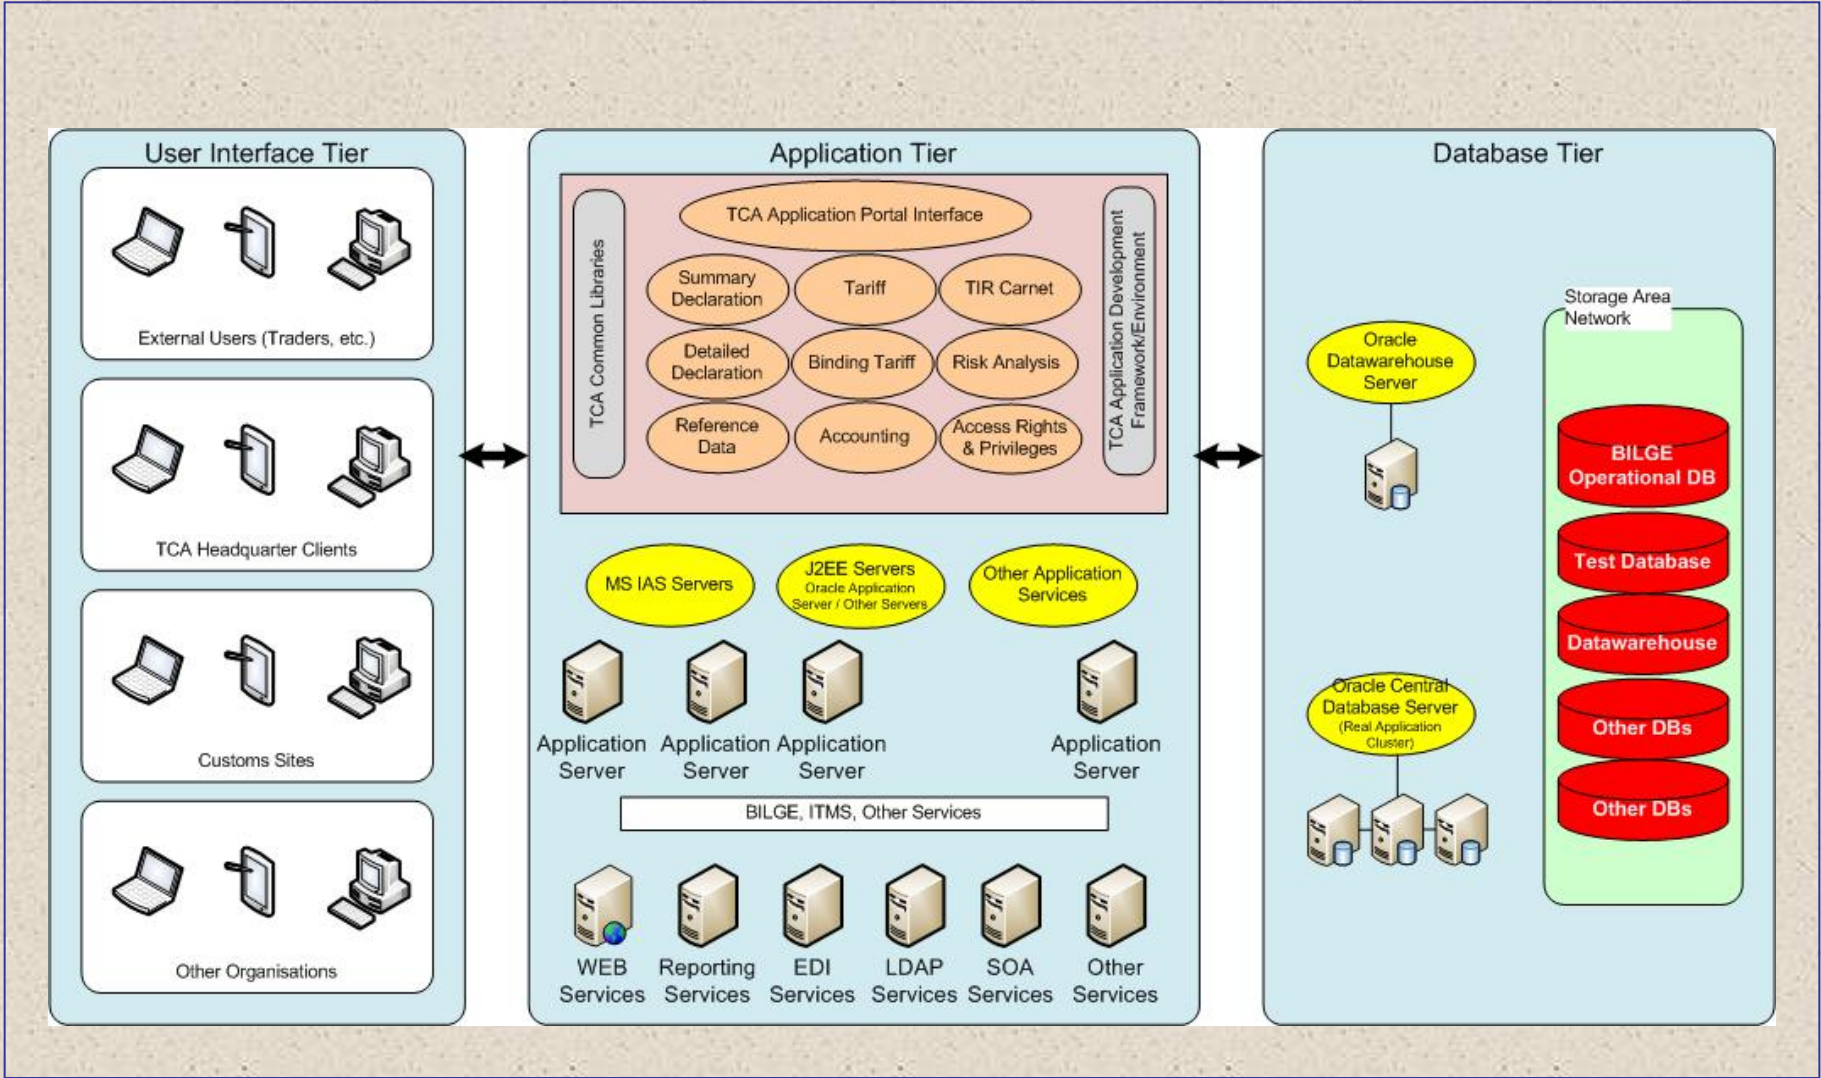 User Interface Tier
External Users (Traders, etc.)
TCA Headquarter Clients
Customs Sites
Other Organisations
Application Tier
TCA Common Libraries
TCA Application Portal Interface
Summary
Declaration
Tariff
TIR Carnet
Detailed
Declaration
Binding Tariff
Risk Analysis
Reference
Data
Accounting
Access Rights
& Privileges
TCA Application Development
Framework/Environment
MS IAS Servers
J2EE Servers
Oracle Application
Server / Other Servers
Other Application
Services
Application
Server
Application
Server
Application
Server
Application
Server
BILGE, ITMS, Other Services
WEB
Services
Reporting
Services
EDI
Services
LDAP
Services
SOA
Services
Other
Services
Database Tier
Oracle
Datawarehouse
Server
Oracle Central
Database Server
(Real Application
Cluster)
Storage Area
Network
BILGE
Operational DB
Test Database
Datawarehouse
Other DBs
Other DBs